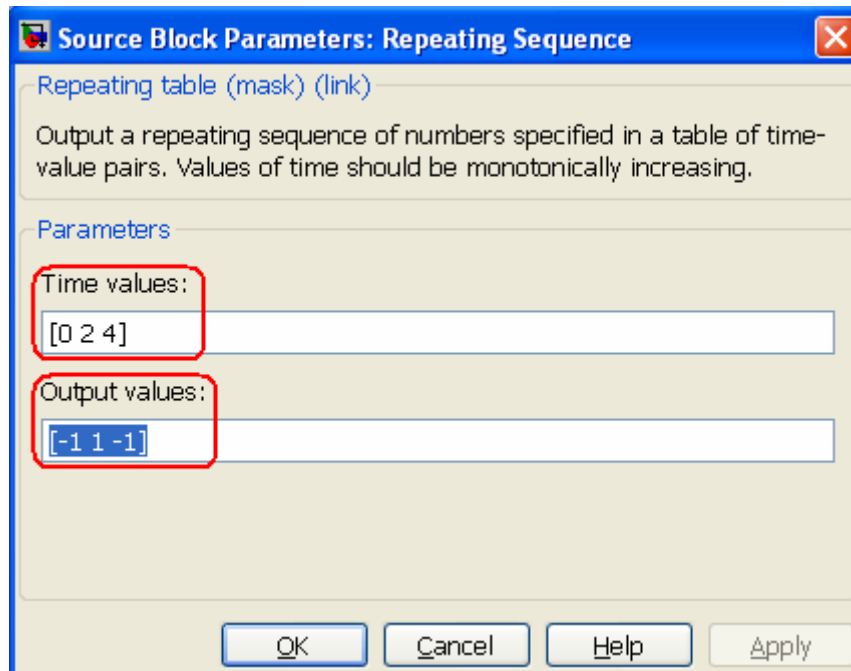 Source Block Parameters: Repeating Sequence
Repeating table (mask) (link)
Output a repeating sequence of numbers specified in a table of time-
value pairs. Values of time should be monotonically increasing.
Parameters
Time values:
[0 2 4]
Output values:
[-1 1 -1]
OK Cancel Help Apply